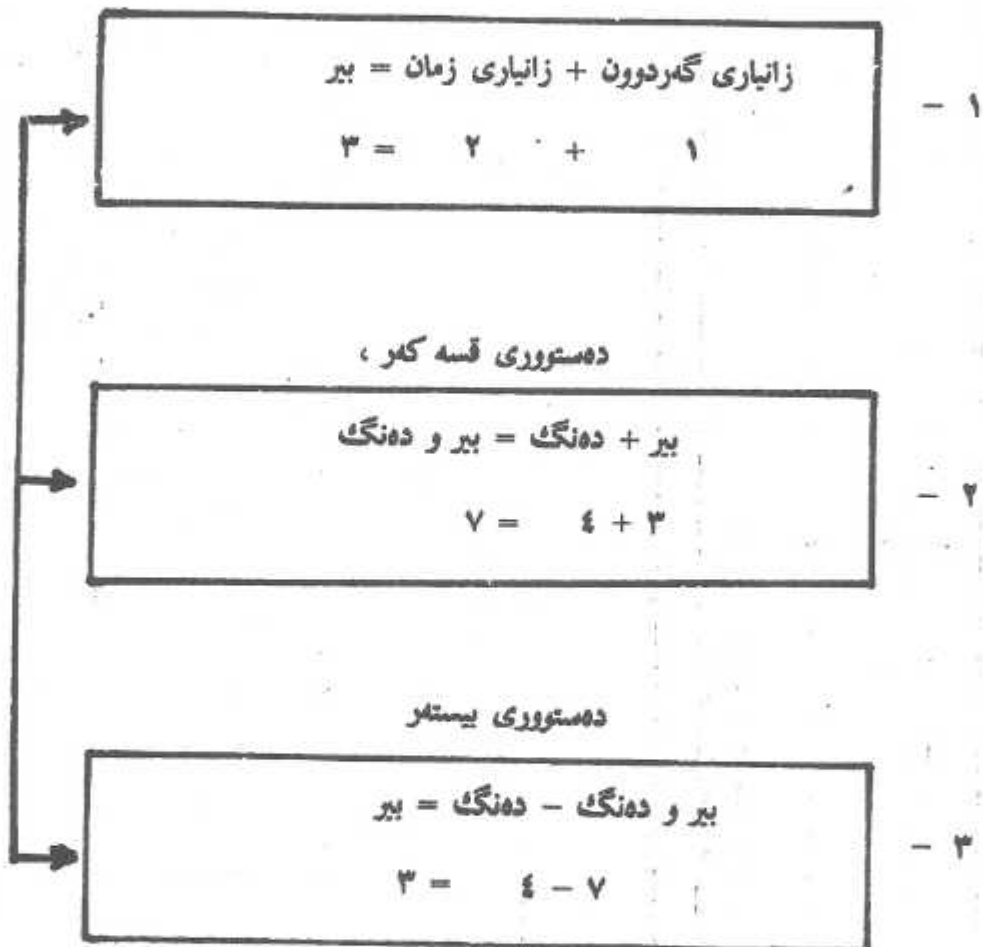 ١ -
زانیاری گەردوون + زانیاری زمان = بیر
١ + ٢ = ٣
دەستووری قسە کەر ،
٢ -
بیر + دەنگ = بیر و دەنگ
٣ + ٤ = ٧
دەستووری بیستەر
٣ -
بیر و دەنگ - دەنگ = بیر
٧ - ٤ = ٣